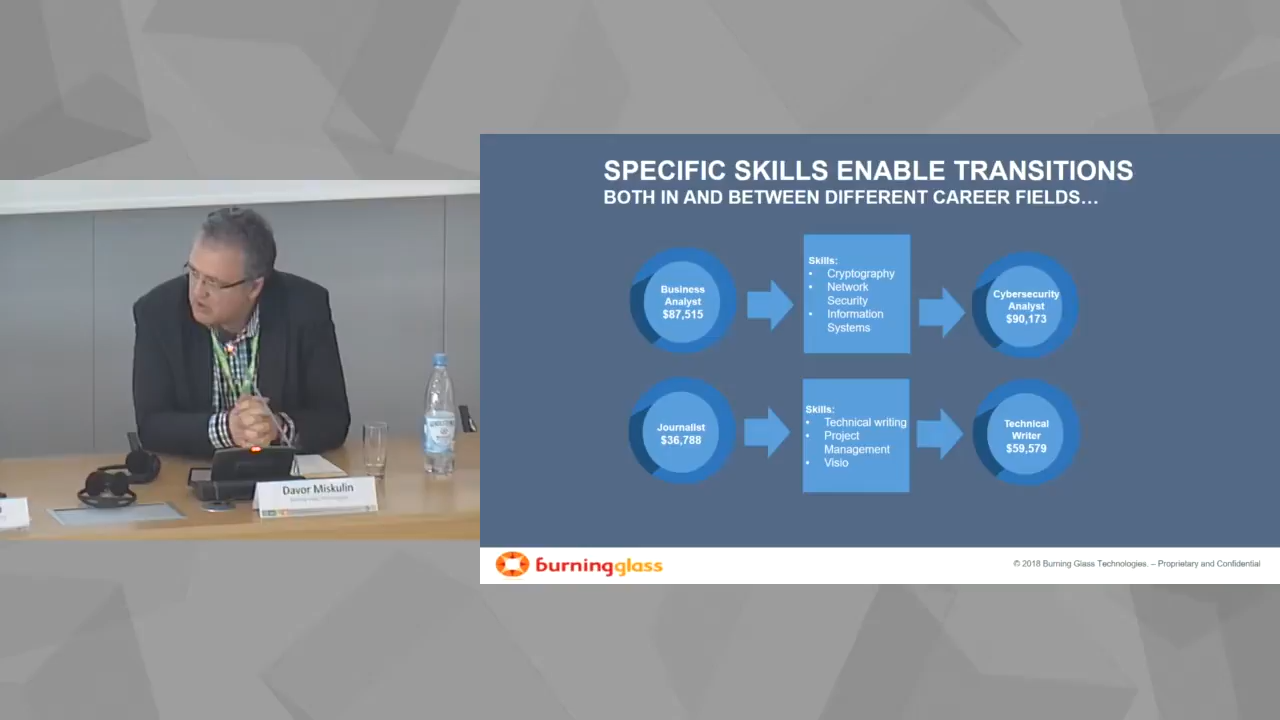 SPECIFIC SKILLS ENABLE TRANSITIONS
BOTH IN AND BETWEEN DIFFERENT CAREER FIELDS...
Business
Analyst
$87,515
Skills:
• Cryptography
• Network
Security
• Information
Systems
Cybersecurity
Analyst
$90,173
Journalist
$36,788
Skills:
• Technical writing
• Project
Management
• Visio
Technical
Writer
$59,579
Davor Miskulin
burningglass
© 2018 Burning Glass Technologies. – Proprietary and Confidential